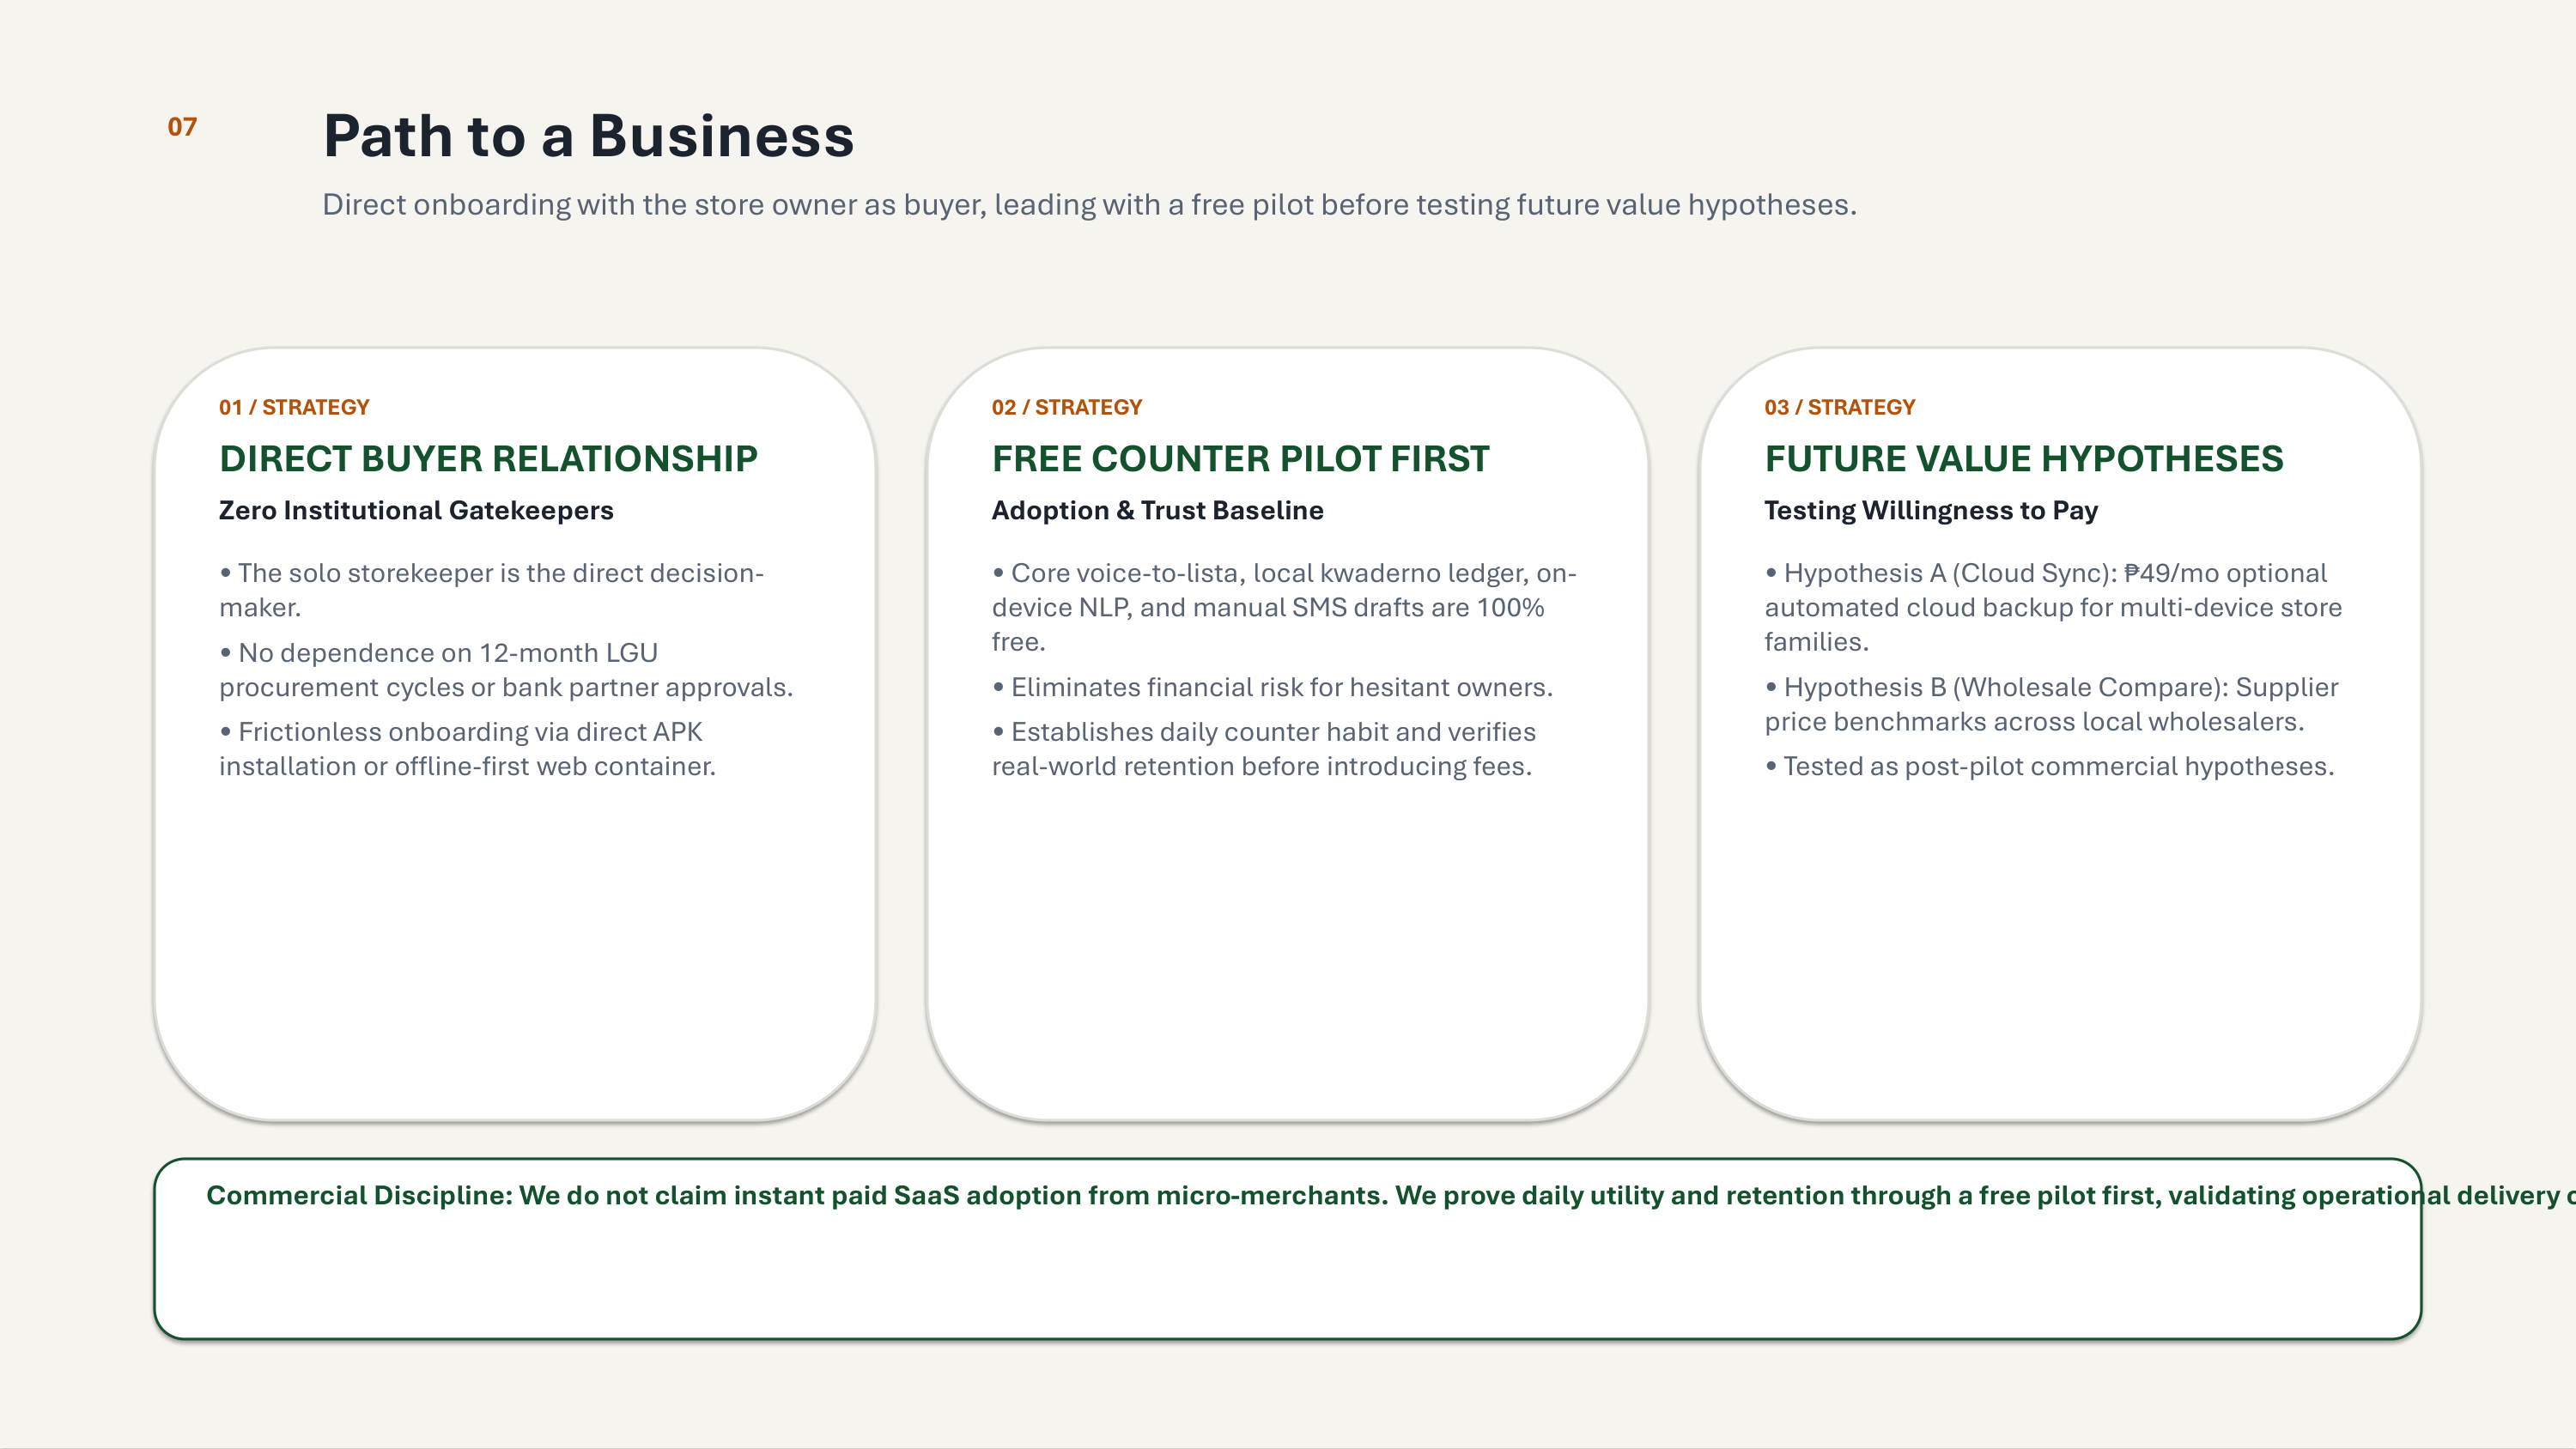 07
Path to a Business
Direct onboarding with the store owner as buyer, leading with a free pilot before testing future value hypotheses.
01 / STRATEGY
DIRECT BUYER RELATIONSHIP
Zero Institutional Gatekeepers
• The solo storekeeper is the direct decision-
maker.
• No dependence on 12-month LGU
procurement cycles or bank partner approvals.
• Frictionless onboarding via direct APK
installation or offline-first web container.
02 / STRATEGY
FREE COUNTER PILOT FIRST
Adoption & Trust Baseline
• Core voice-to-lista, local kwaderno ledger, on-
device NLP, and manual SMS drafts are 100%
free.
• Eliminates financial risk for hesitant owners.
• Establishes daily counter habit and verifies
real-world retention before introducing fees.
03 / STRATEGY
FUTURE VALUE HYPOTHESES
Testing Willingness to Pay
• Hypothesis A (Cloud Sync): ₱49/mo optional
automated cloud backup for multi-device store
families.
• Hypothesis B (Wholesale Compare): Supplier
price benchmarks across local wholesalers.
• Tested as post-pilot commercial hypotheses.
Commercial Discipline: We do not claim instant paid SaaS adoption from micro-merchants. We prove daily utility and retention through a free pilot first, validating operational delivery